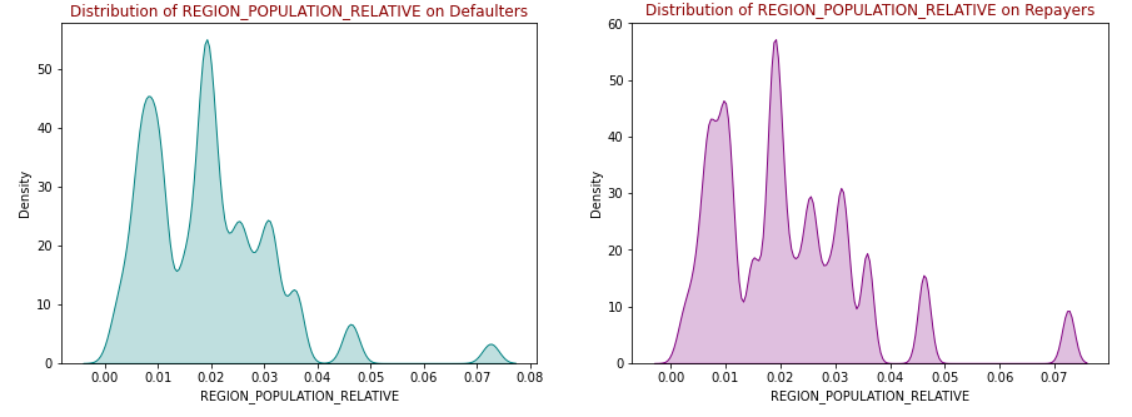 Distribution of REGION_POPULATION_RELATIVE on Defaulters
Density
50
40
30
20
10
0
0.00 0.01 0.02 0.03 0.04 0.05 0.06 0.07 0.08
REGION_POPULATION_RELATIVE
Distribution of REGION_POPULATION_RELATIVE on Repayers
Density
60
50
40
30
20
10
0
0.00 0.01 0.02 0.03 0.04 0.05 0.06 0.07
REGION_POPULATION_RELATIVE